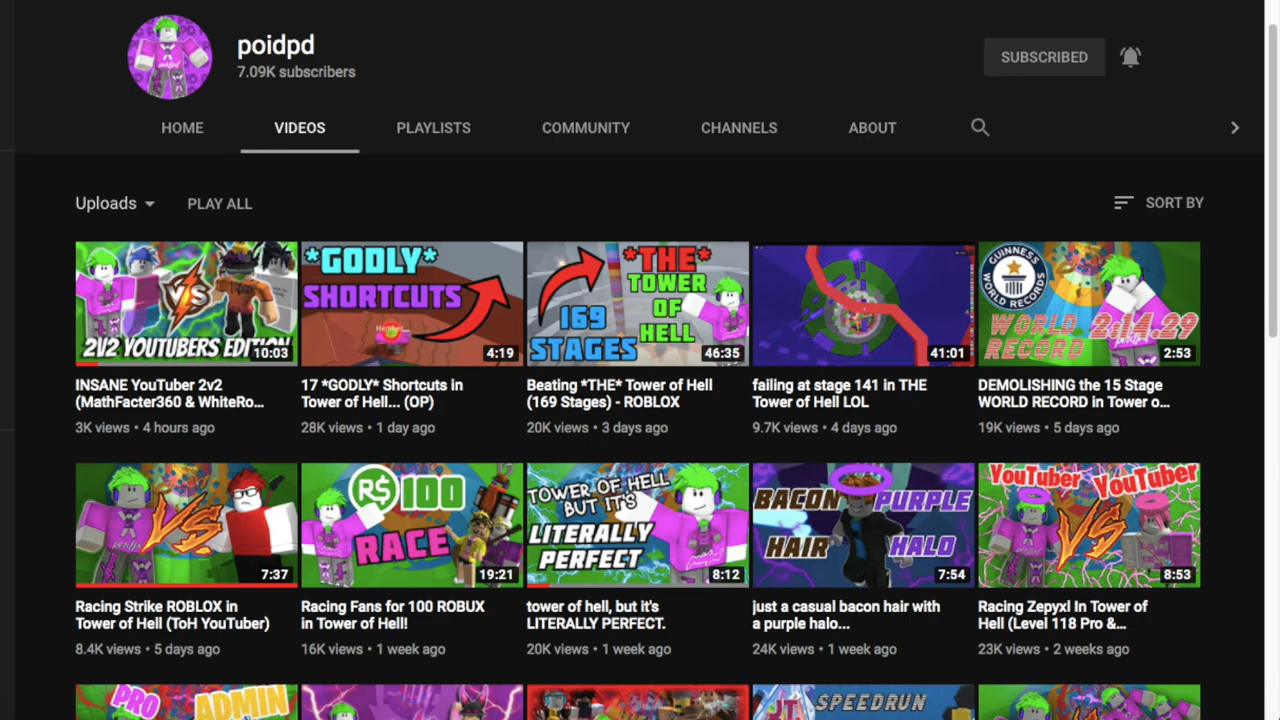 poidpd
7.09K subscribers
SUBSCRIBED
HOME VIDEOS PLAYLISTS COMMUNITY CHANNELS ABOUT
Uploads PLAY ALL SORT BY
VS
2V2 YOUTUBERS EDITION
10:03
*GODLY*
SHORTCUTS
4:19
*THE*
TOWER
OF
HELL
169
STAGES
46:35
41:01
GUINNESS
WORLD RECORDS
WORLD
RECORD
2:14.29
2:53
INSANE YouTuber 2v2
(MathFacter360 & WhiteRo...
3K views • 4 hours ago
17 *GODLY* Shortcuts in
Tower of Hell... (OP)
28K views • 1 day ago
Beating *THE* Tower of Hell
(169 Stages) - ROBLOX
20K views • 3 days ago
failing at stage 141 in THE
Tower of Hell LOL
9.7K views • 4 days ago
DEMOLISHING the 15 Stage
WORLD RECORD in Tower o...
19K views • 5 days ago
VS
7:37
R$ 100
RACE
19:21
TOWER OF HELL
BUT IT'S
LITERALLY
PERFECT
8:12
BACON PURPLE
HAIR HALO
7:54
YouTuber YouTuber
VS
8:53
Racing Strike ROBLOX in
Tower of Hell (ToH YouTuber)
8.4K views • 5 days ago
Racing Fans for 100 ROBUX
in Tower of Hell!
16K views • 1 week ago
tower of hell, but it's
LITERALLY PERFECT.
20K views • 1 week ago
just a casual bacon hair with
a purple halo...
24K views • 1 week ago
Racing Zepyxl In Tower of
Hell (Level 118 Pro &...
23K views • 2 weeks ago
PRO ADMIN
SPEEDRUN